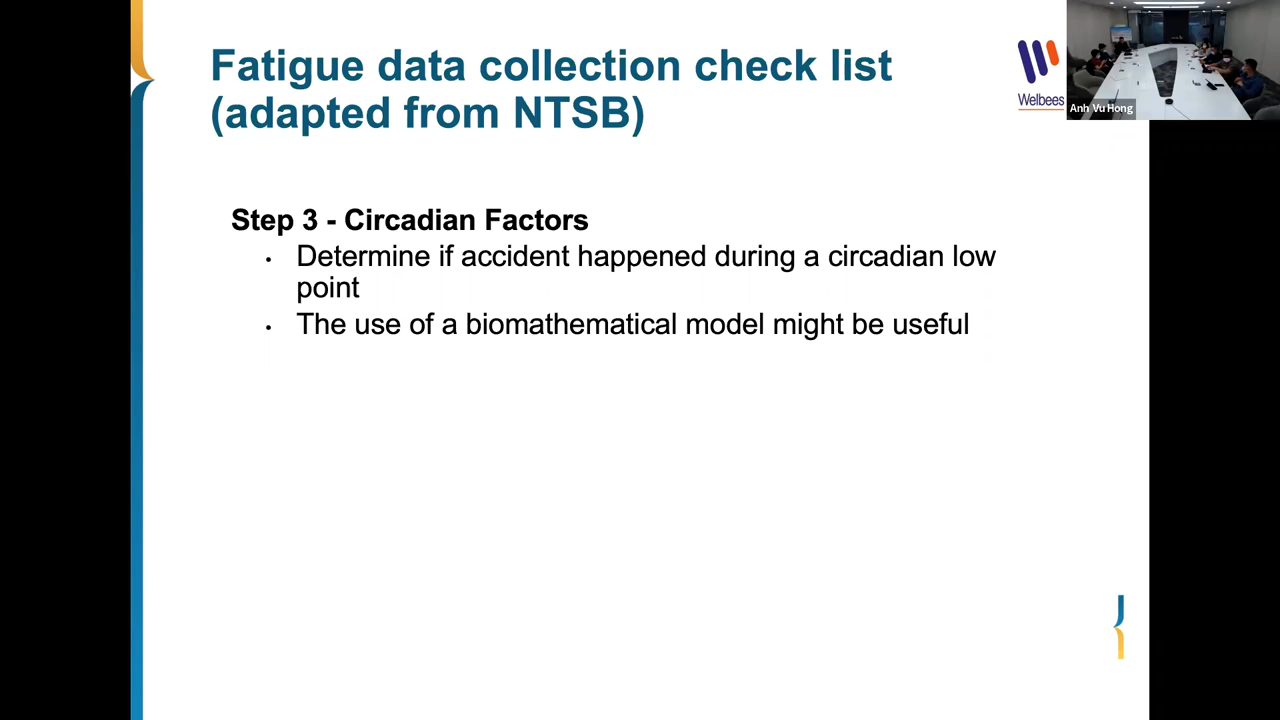 Fatigue data collection check list
(adapted from NTSB)
Welbees
Anh Vu Hong
Step 3 - Circadian Factors
• Determine if accident happened during a circadian low
point
• The use of a biomathematical model might be useful